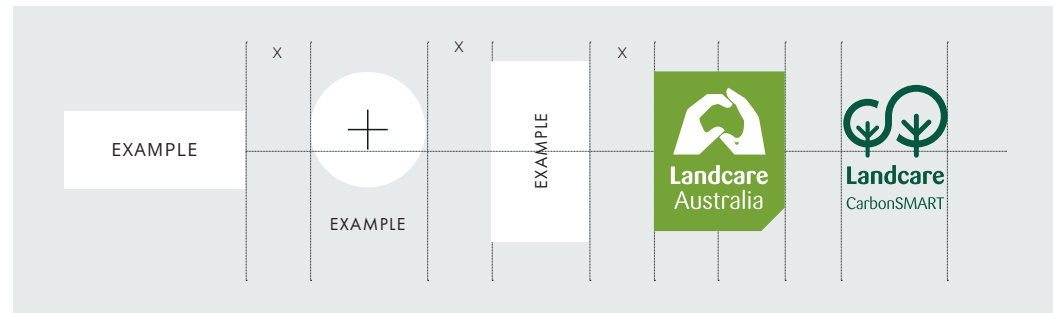 X
X
X
EXAMPLE
EXAMPLE
EXAMPLE
Landcare
Australia
Landcare
CarbonSMART